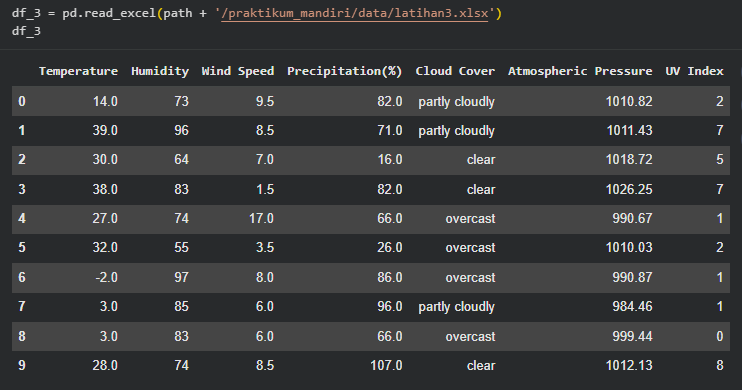 df_3 = pd.read_excel(path + '/praktikum_mandiri/data/latihan3.xlsx')
df_3
Temperature Humidity Wind Speed Precipitation(%) Cloud Cover Atmospheric Pressure UV Index
0 14.0 73 9.5 82.0 partly cloudly 1010.82 2
1 39.0 96 8.5 71.0 partly cloudly 1011.43 7
2 30.0 64 7.0 16.0 clear 1018.72 5
3 38.0 83 1.5 82.0 clear 1026.25 7
4 27.0 74 17.0 66.0 overcast 990.67 1
5 32.0 55 3.5 26.0 overcast 1010.03 2
6 -2.0 97 8.0 86.0 overcast 990.87 1
7 3.0 85 6.0 96.0 partly cloudly 984.46 1
8 3.0 83 6.0 66.0 overcast 999.44 0
9 28.0 74 8.5 107.0 clear 1012.13 8